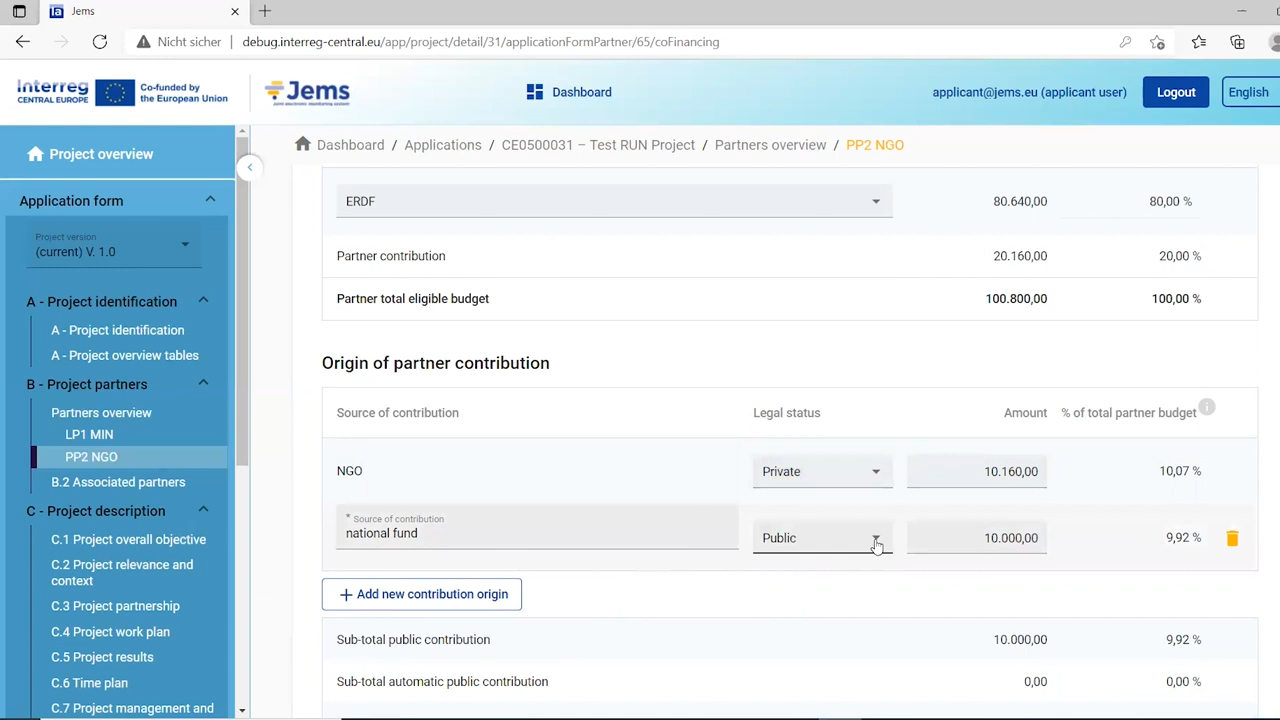 Jems
Nicht sicher
debug.interreg-central.eu/app/project/detail/31/applicationFormPartner/65/coFinancing
Interreg
CENTRAL EUROPE
Co-funded by
the European Union
Jems
Dashboard
applicant@jems.eu (applicant user)
Logout
English
Project overview
Dashboard / Applications / CE0500031 – Test RUN Project / Partners overview / PP2 NGO
Application form
Project version
(current) V. 1.0
A - Project identification
A - Project identification
A - Project overview tables
B - Project partners
Partners overview
LP1 MIN
PP2 NGO
B.2 Associated partners
C - Project description
C.1 Project overall objective
C.2 Project relevance and
context
C.3 Project partnership
C.4 Project work plan
C.5 Project results
C.6 Time plan
C.7 Project management and
ERDF 80.640,00 80,00 %
Partner contribution 20.160,00 20,00 %
Partner total eligible budget 100.800,00 100,00 %
Origin of partner contribution
Source of contribution Legal status Amount % of total partner budget
NGO Private 10.160,00 10,07 %
* Source of contribution
national fund Public 10.000,00 9,92 %
+ Add new contribution origin
Sub-total public contribution 10.000,00 9,92 %
Sub-total automatic public contribution 0,00 0,00 %